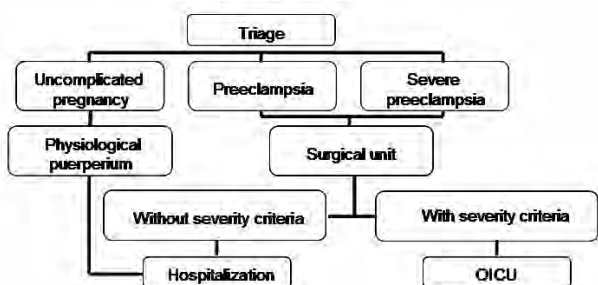 Triage
Uncomplicated
pregnancy
Preeclampsia
Severe
preeclampsia
Physiological
puerperium
Surgical unit
Without severity criteria
With severity criteria
Hospitalization
OICU